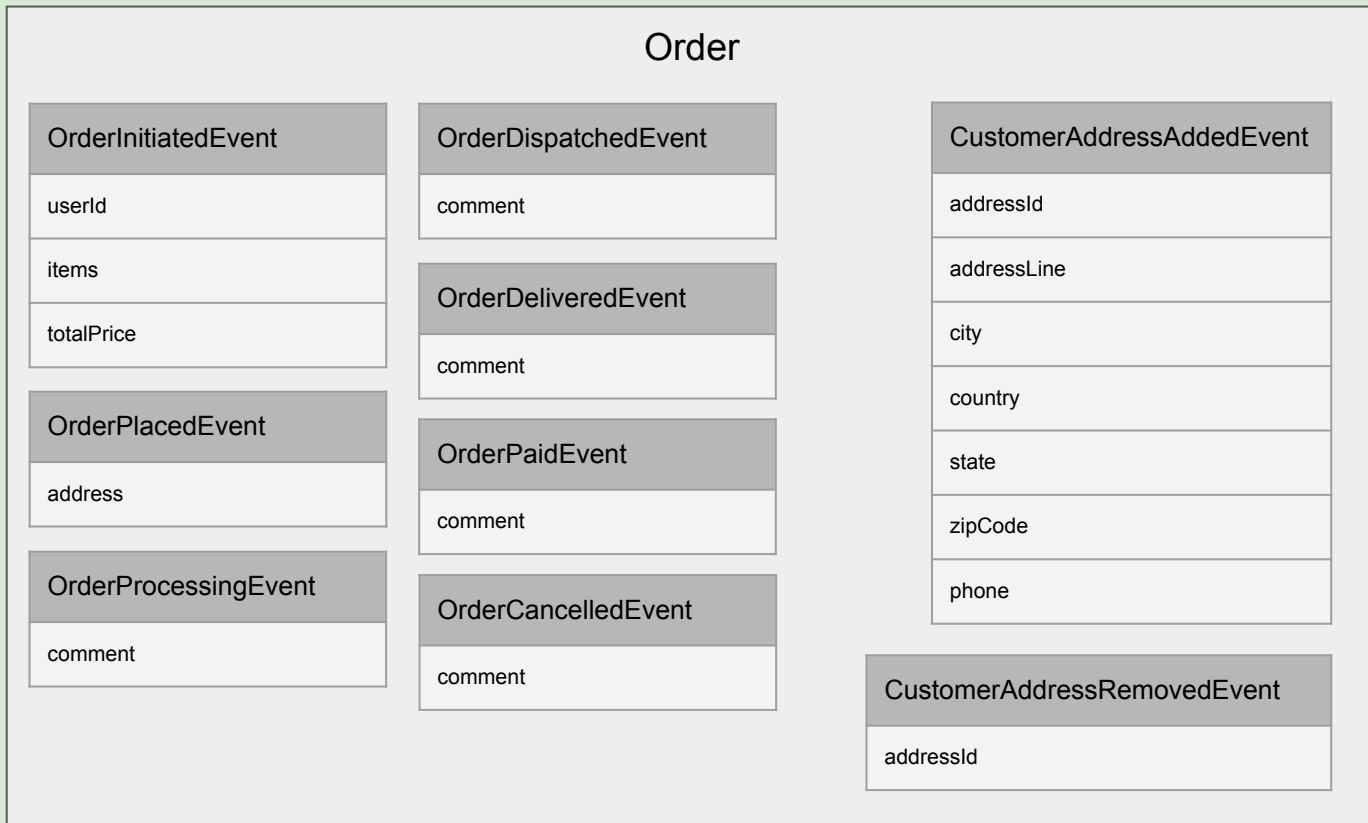 Order
OrderInitiatedEvent
userId
items
totalPrice
OrderPlacedEvent
address
OrderProcessingEvent
comment
OrderDispatchedEvent
comment
OrderDeliveredEvent
comment
OrderPaidEvent
comment
OrderCancelledEvent
comment
CustomerAddressAddedEvent
addressId
addressLine
city
country
state
zipCode
phone
CustomerAddressRemovedEvent
addressId